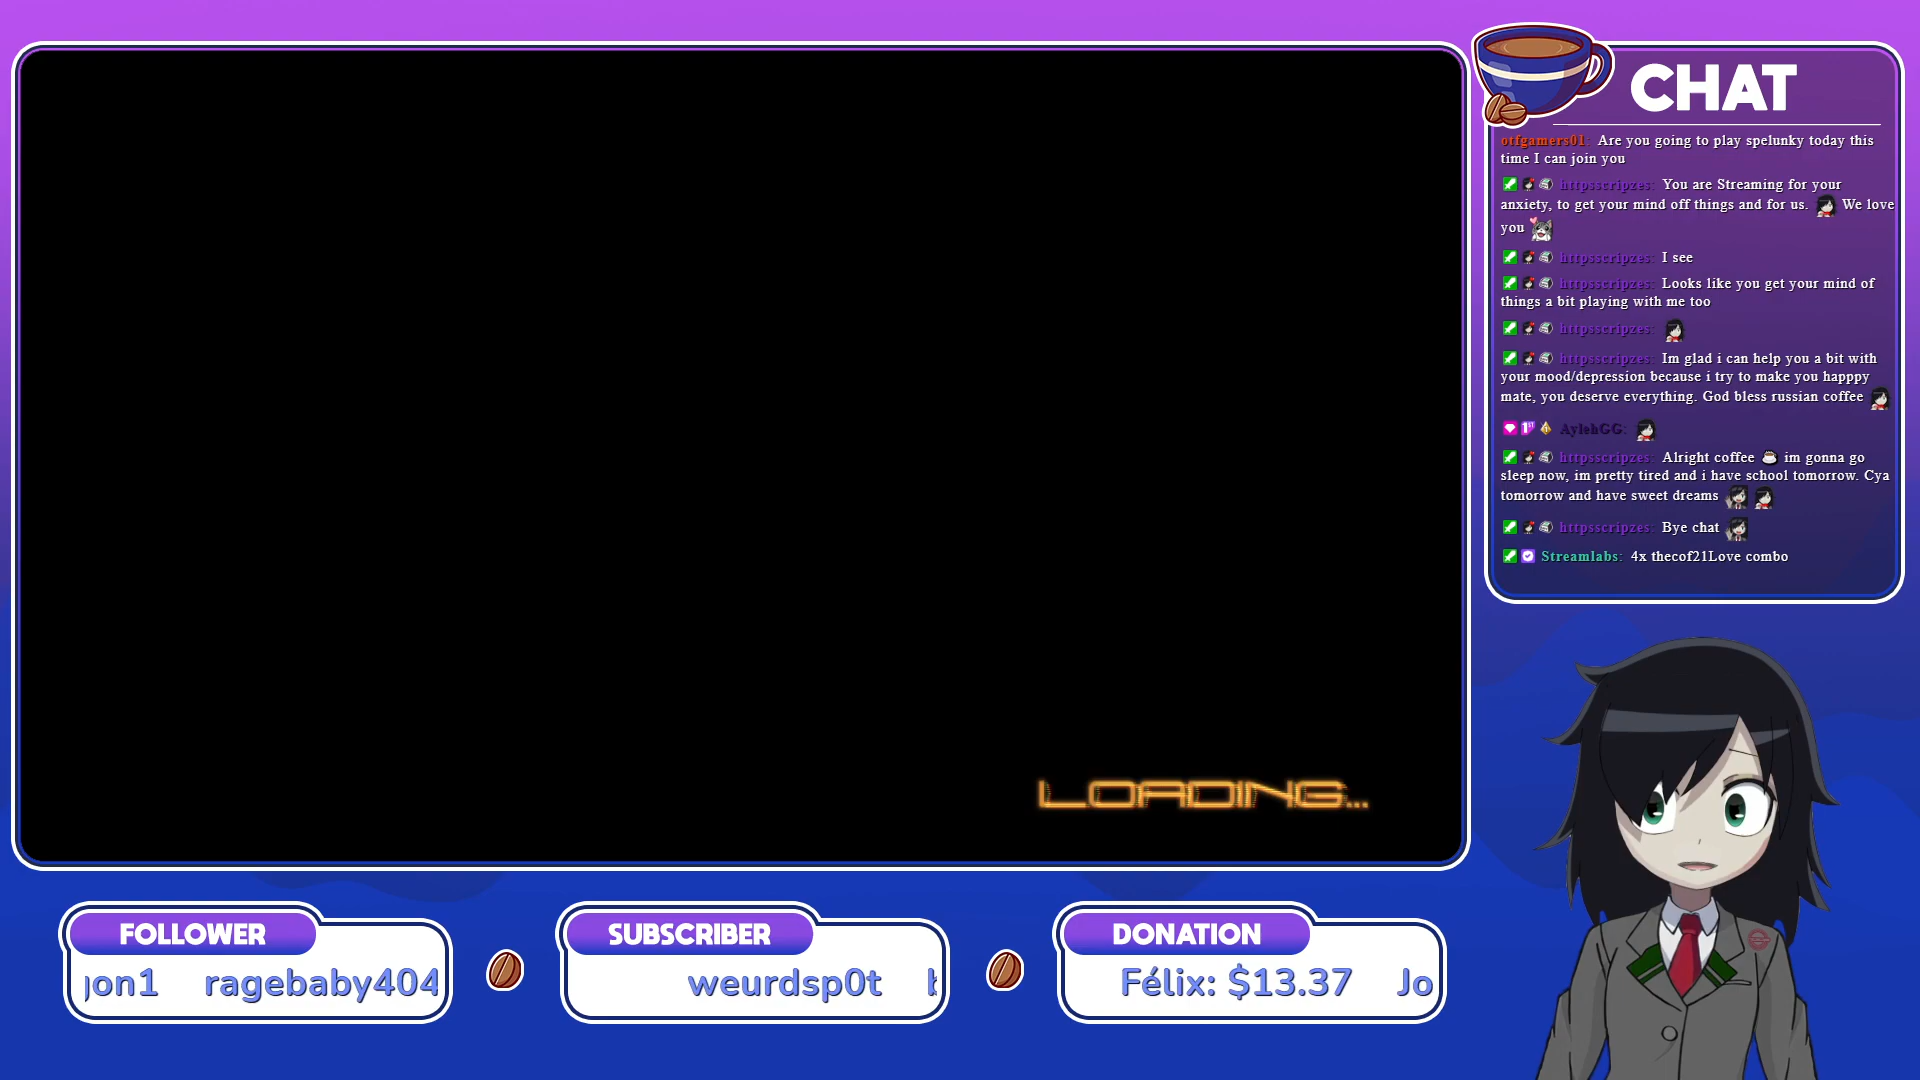 CHAT
otfgamers01: Are you going to play spelunky today this
time I can join you
httpsscripzes: You are Streaming for your
anxiety, to get your mind off things and for us. We love
you
httpsscripzes: I see
httpsscripzes: Looks like you get your mind of
things a bit playing with me too
httpsscripzes:
httpsscripzes: Im glad i can help you a bit with
your mood/depression because i try to make you happpy
mate, you deserve everything. God bless russian coffee
AylehGG:
httpsscripzes: Alright coffee im gonna go
sleep now, im pretty tired and i have school tomorrow. Cya
tomorrow and have sweet dreams
httpsscripzes: Bye chat
Streamlabs: 4x thecof21Love combo
LOADING...
FOLLOWER
jon1 ragebaby404
SUBSCRIBER
weurdsp0t
DONATION
Félix: $13.37 Jo